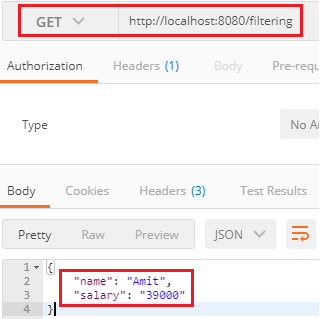 GET http://localhost:8080/filtering
Authorization Headers (1) Body Pre-requ
Type No A
Body Cookies Headers (3) Test Results
Pretty Raw Preview JSON
1 {
2 "name": "Amit",
3 "salary": "39000"
4 }